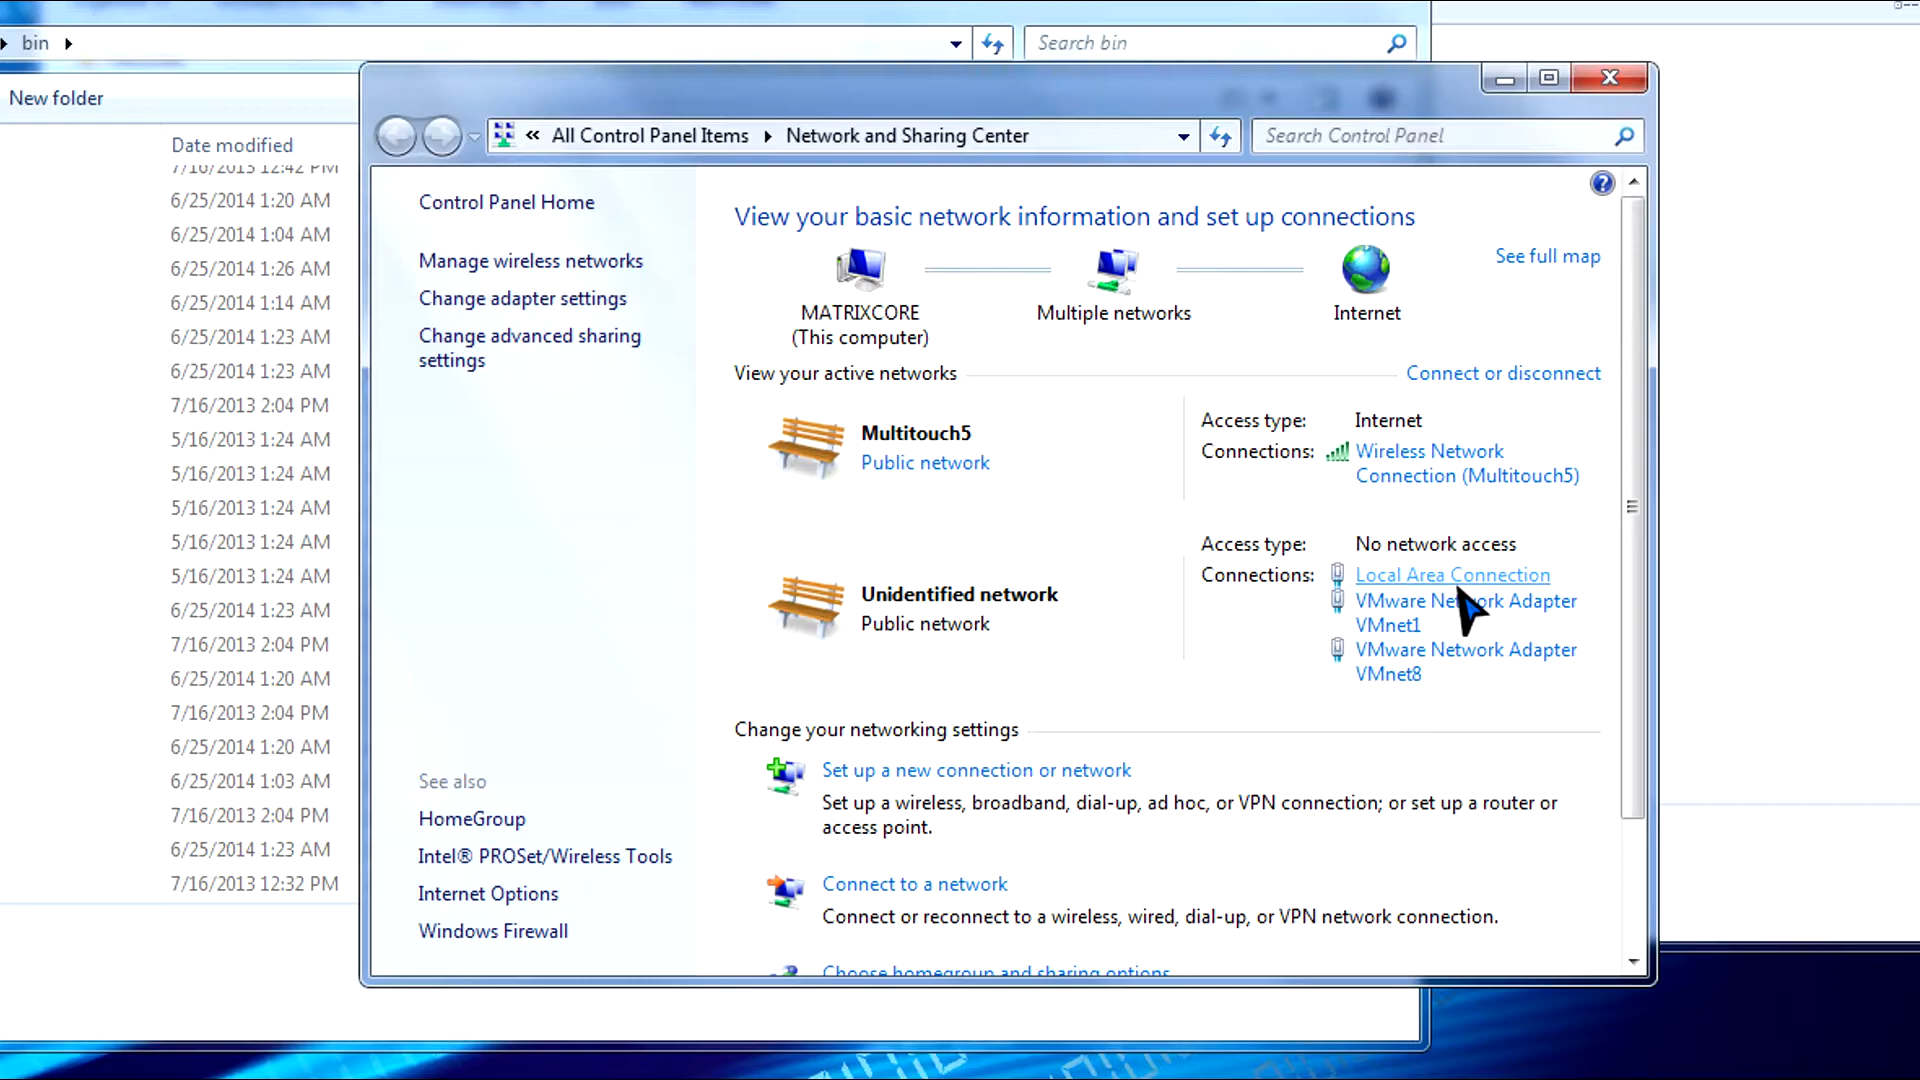 bin
Search bin
New folder
Date modified
7/16/2013 12:42 PM
6/25/2014 1:20 AM
6/25/2014 1:04 AM
6/25/2014 1:26 AM
6/25/2014 1:14 AM
6/25/2014 1:23 AM
6/25/2014 1:23 AM
7/16/2013 2:04 PM
5/16/2013 1:24 AM
5/16/2013 1:24 AM
5/16/2013 1:24 AM
5/16/2013 1:24 AM
5/16/2013 1:24 AM
6/25/2014 1:23 AM
7/16/2013 2:04 PM
6/25/2014 1:20 AM
7/16/2013 2:04 PM
6/25/2014 1:20 AM
6/25/2014 1:03 AM
7/16/2013 2:04 PM
6/25/2014 1:23 AM
7/16/2013 12:32 PM
« All Control Panel Items Network and Sharing Center
Search Control Panel
Control Panel Home
Manage wireless networks
Change adapter settings
Change advanced sharing
settings
See also
HomeGroup
Intel® PROSet/Wireless Tools
Internet Options
Windows Firewall
View your basic network information and set up connections
See full map
MATRIXCORE
(This computer)
Multiple networks
Internet
View your active networks
Connect or disconnect
Multitouch5
Public network
Access type: Internet
Connections: Wireless Network
Connection (Multitouch5)
Unidentified network
Public network
Access type: No network access
Connections: Local Area Connection
VMware Network Adapter
VMnet1
VMware Network Adapter
VMnet8
Change your networking settings
Set up a new connection or network
Set up a wireless, broadband, dial-up, ad hoc, or VPN connection; or set up a router or
access point.
Connect to a network
Connect or reconnect to a wireless, wired, dial-up, or VPN network connection.
Choose homegroup and sharing options